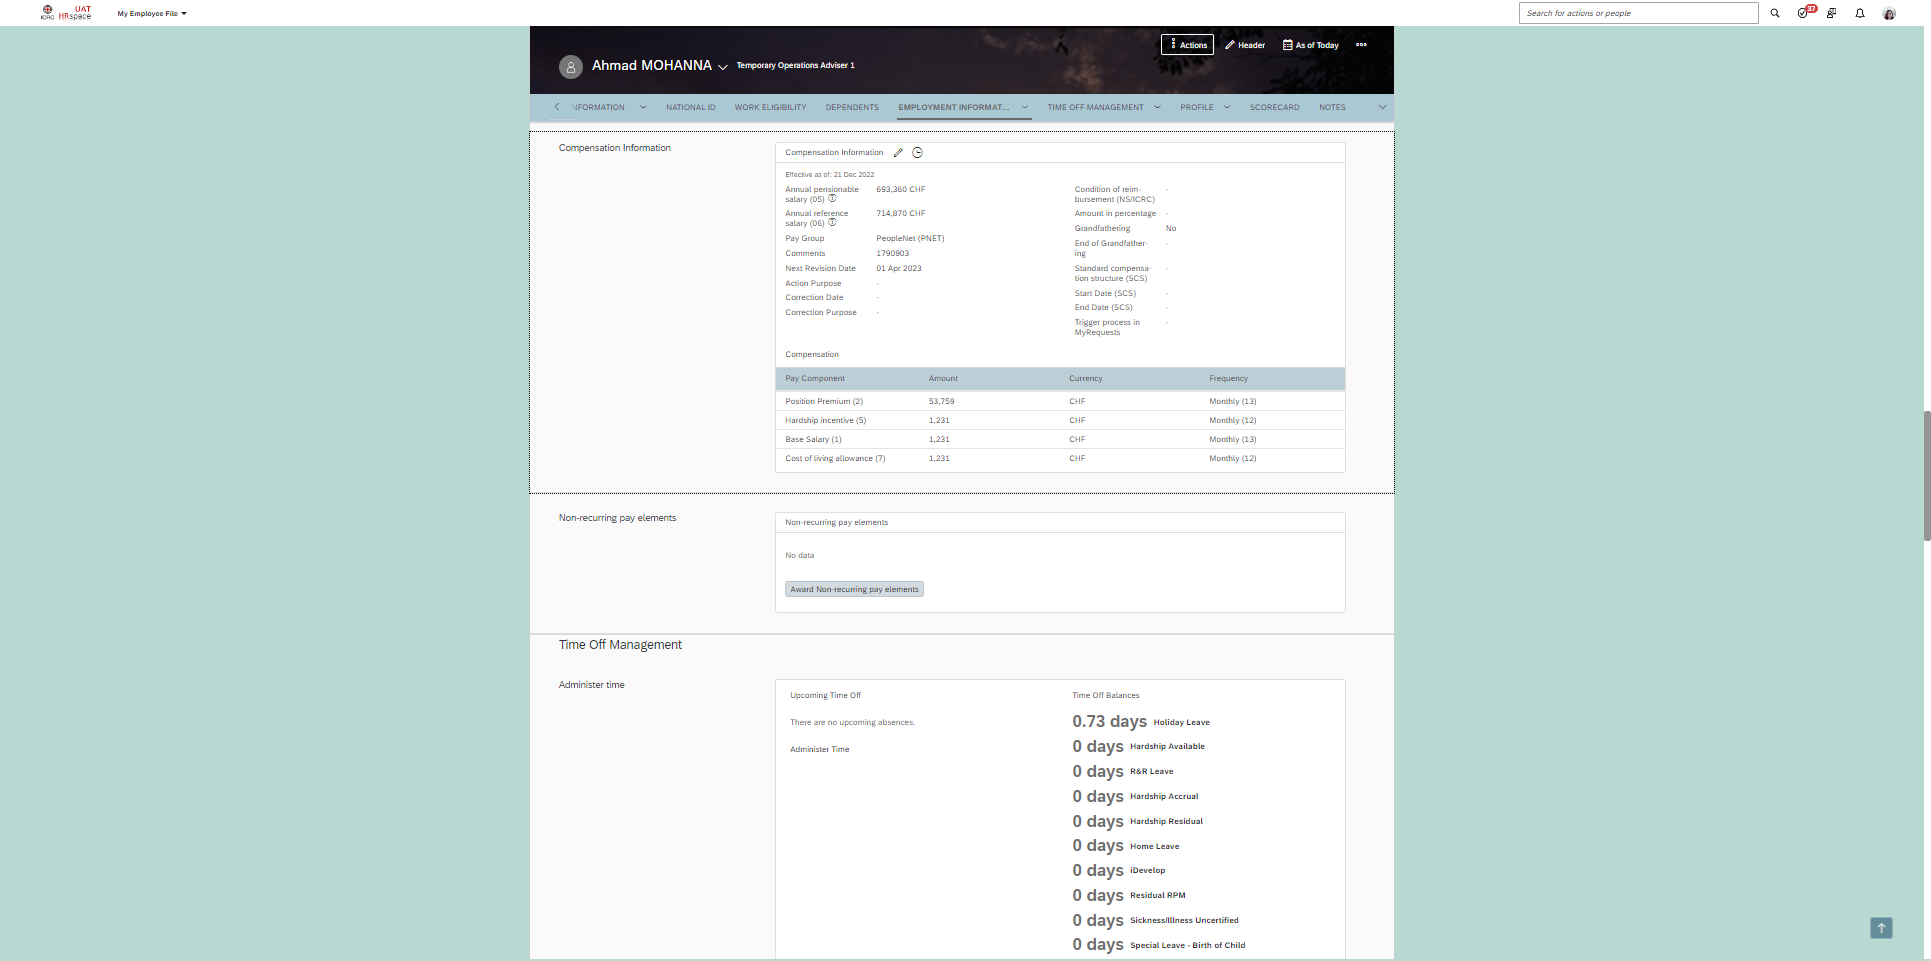 ICRC
UAT
HRspace
My Employee File
Search for actions or people
37
Ahmad MOHANNA
Temporary Operations Adviser 1
Actions
Header
As of Today
NFORMATION
NATIONAL ID
WORK ELIGIBILITY
DEPENDENTS
EMPLOYMENT INFORMAT...
TIME OFF MANAGEMENT
PROFILE
SCORECARD
NOTES
Compensation Information
Compensation Information
Effective as of: 21 Dec 2022
Annual pensionable
salary (05)
693,360 CHF
Annual reference
salary (06)
714,870 CHF
Pay Group
PeopleNet (PNET)
Comments
1790903
Next Revision Date
01 Apr 2023
Action Purpose
-
Correction Date
-
Correction Purpose
-
Condition of reim-
bursement (NS/ICRC)
-
Amount in percentage
-
Grandfathering
No
End of Grandfather-
ing
-
Standard compensa-
tion structure (SCS)
-
Start Date (SCS)
-
End Date (SCS)
-
Trigger process in
MyRequests
-
Compensation
Pay Component Amount Currency Frequency
Position Premium (2) 53,759 CHF Monthly (13)
Hardship incentive (5) 1,231 CHF Monthly (12)
Base Salary (1) 1,231 CHF Monthly (13)
Cost of living allowance (7) 1,231 CHF Monthly (12)
Non-recurring pay elements
Non-recurring pay elements
No data
Award Non-recurring pay elements
Time Off Management
Administer time
Upcoming Time Off
There are no upcoming absences.
Administer Time
Time Off Balances
0.73 days Holiday Leave
0 days Hardship Available
0 days R&R Leave
0 days Hardship Accrual
0 days Hardship Residual
0 days Home Leave
0 days iDevelop
0 days Residual RPM
0 days Sickness/Illness Uncertified
0 days Special Leave - Birth of Child